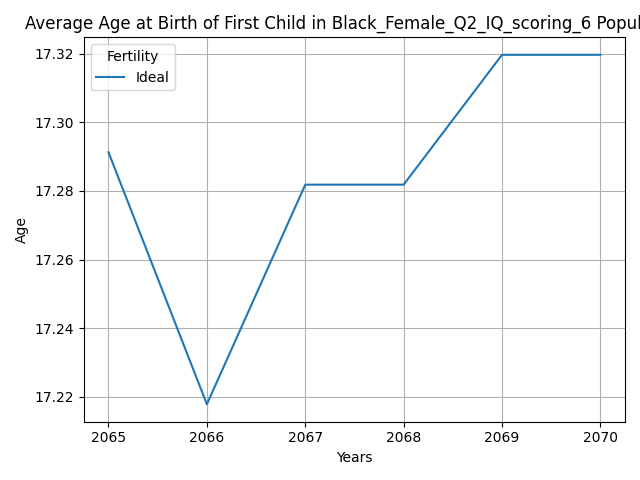 Average Age at Birth of First Child in Black_Female_Q2_IQ_scoring_6 Popul
Fertility
Ideal
17.32
17.30
17.28
17.26
17.24
17.22
Age
2065 2066 2067 2068 2069 2070
Years